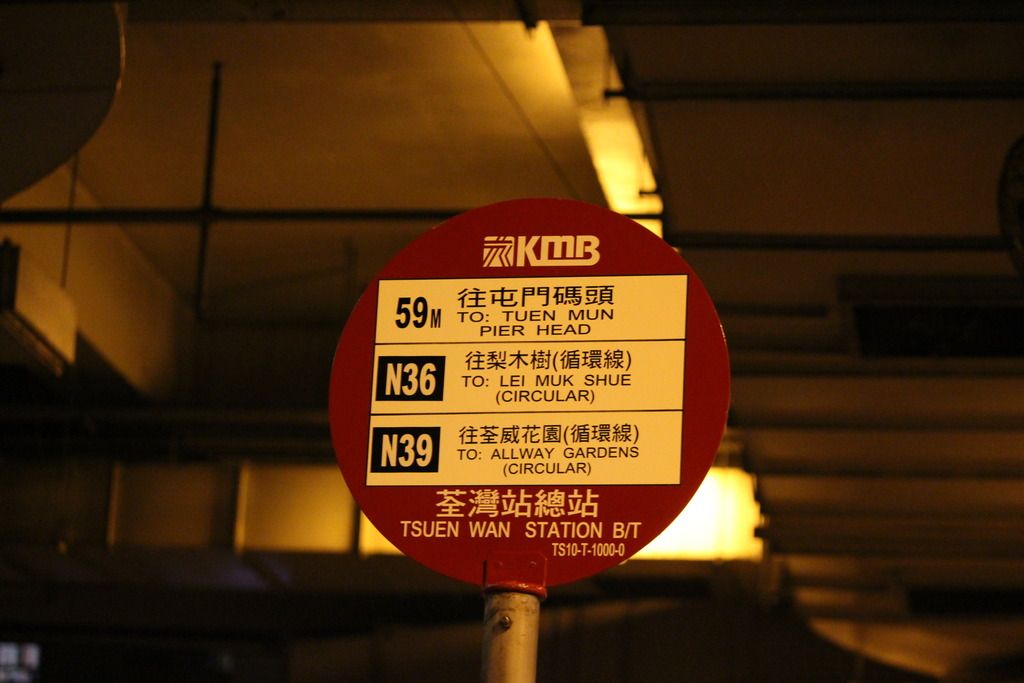 KMB
59M 往屯門碼頭
TO: TUEN MUN
PIER HEAD
N36 往梨木樹(循環線)
TO: LEI MUK SHUE
(CIRCULAR)
N39 往荃威花園(循環線)
TO: ALLWAY GARDENS
(CIRCULAR)
荃灣站總站
TSUEN WAN STATION B/T
TS10-T-1000-0